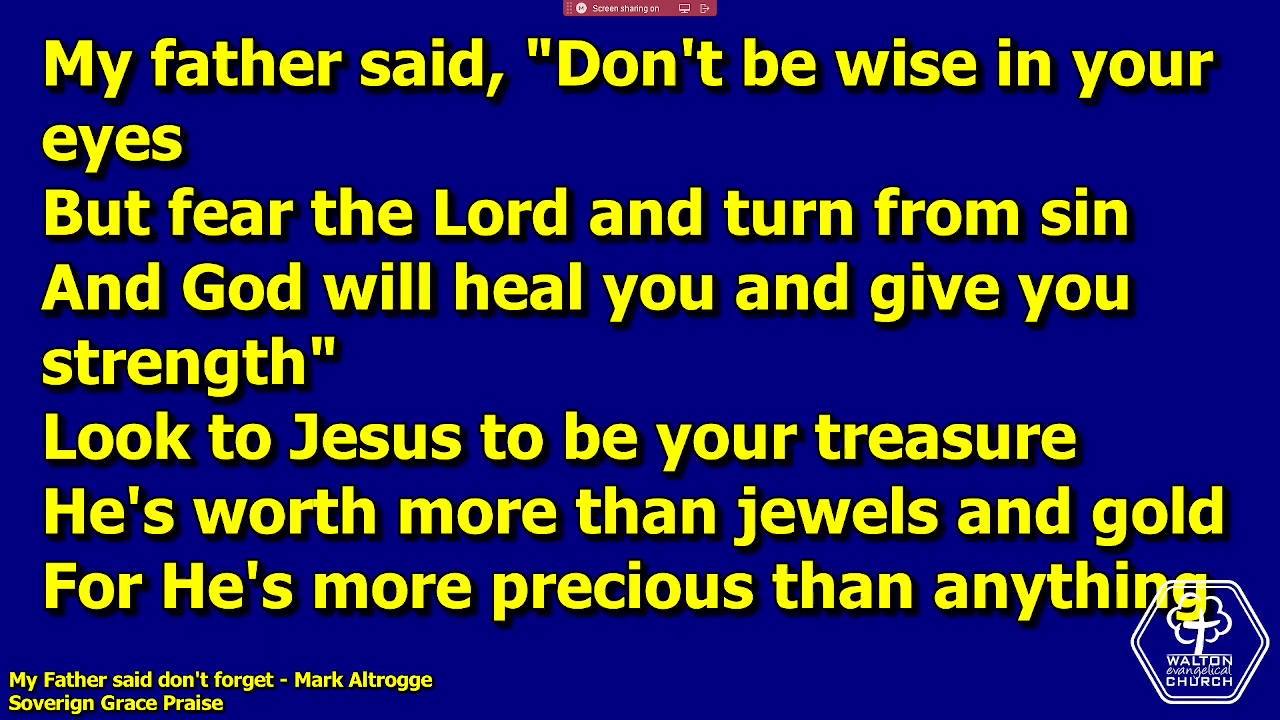 Screen sharing on
My father said, "Don't be wise in your
eyes
But fear the Lord and turn from sin
And God will heal you and give you
strength"
Look to Jesus to be your treasure
He's worth more than jewels and gold
For He's more precious than anything
WALTON
evangelical
CHURCH
My Father said don't forget - Mark Altrogge
Soverign Grace Praise